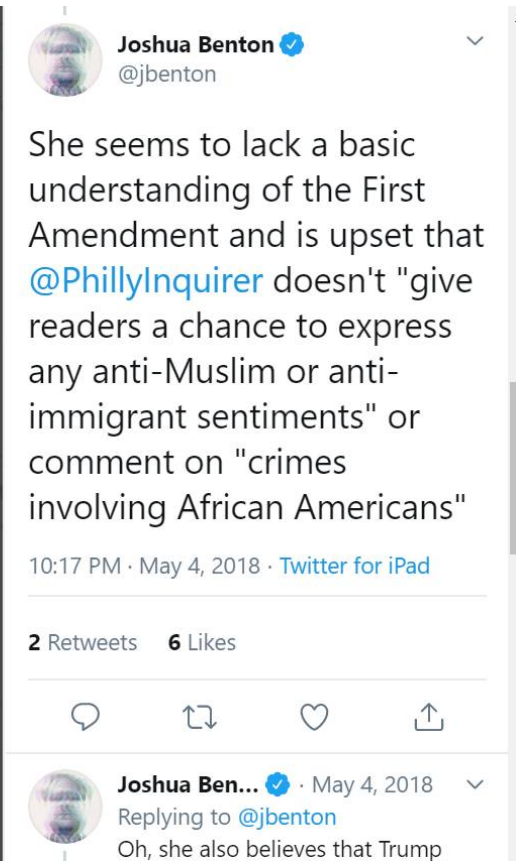 Joshua Benton
@jbenton
She seems to lack a basic
understanding of the First
Amendment and is upset that
@PhillyInquirer doesn't "give
readers a chance to express
any anti-Muslim or anti-
immigrant sentiments" or
comment on "crimes
involving African Americans"
10:17 PM · May 4, 2018 · Twitter for iPad
2 Retweets 6 Likes
Joshua Ben... · May 4, 2018
Replying to @jbenton
Oh, she also believes that Trump